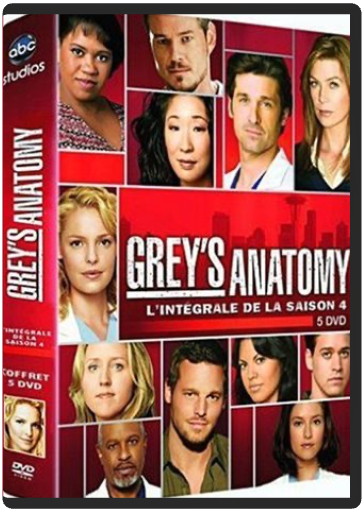 abc
studios
GREY'S ANATOMY
L'INTÉGRALE
DE LA
SAISON 4
COFFRET
5 DVD
DVD
VIDEO
GREY'S ANATOMY
L'INTÉGRALE DE LA SAISON 4
5 DVD